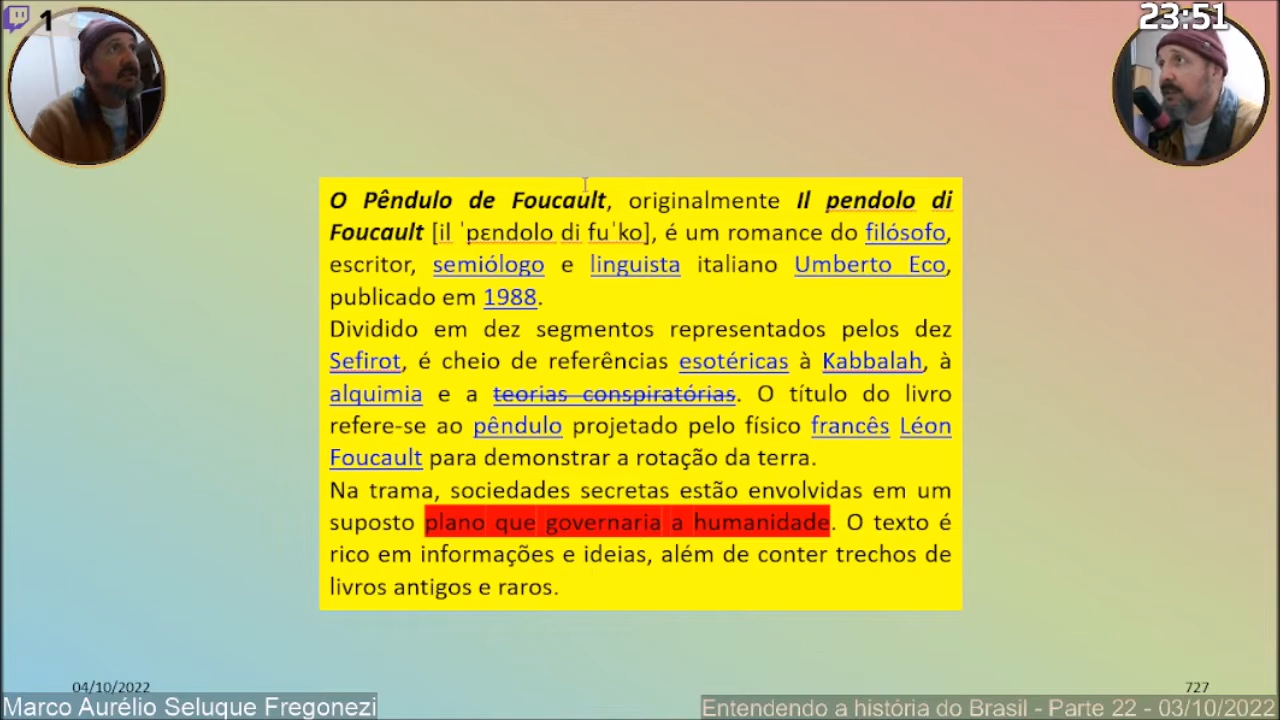 1
23:51
O Pêndulo de Foucault, originalmente Il pendolo di
Foucault [il ˈpɛndolo di fuˈko], é um romance do filósofo,
escritor, semiólogo e linguista italiano Umberto Eco,
publicado em 1988.
Dividido em dez segmentos representados pelos dez
Sefirot, é cheio de referências esotéricas à Kabbalah, à
alquimia e a teorias conspiratórias. O título do livro
refere-se ao pêndulo projetado pelo físico francês Léon
Foucault para demonstrar a rotação da terra.
Na trama, sociedades secretas estão envolvidas em um
suposto plano que governaria a humanidade. O texto é
rico em informações e ideias, além de conter trechos de
livros antigos e raros.
04/10/2022
727
Marco Aurélio Seluque Fregonezi
Entendendo a história do Brasil - Parte 22 - 03/10/2022